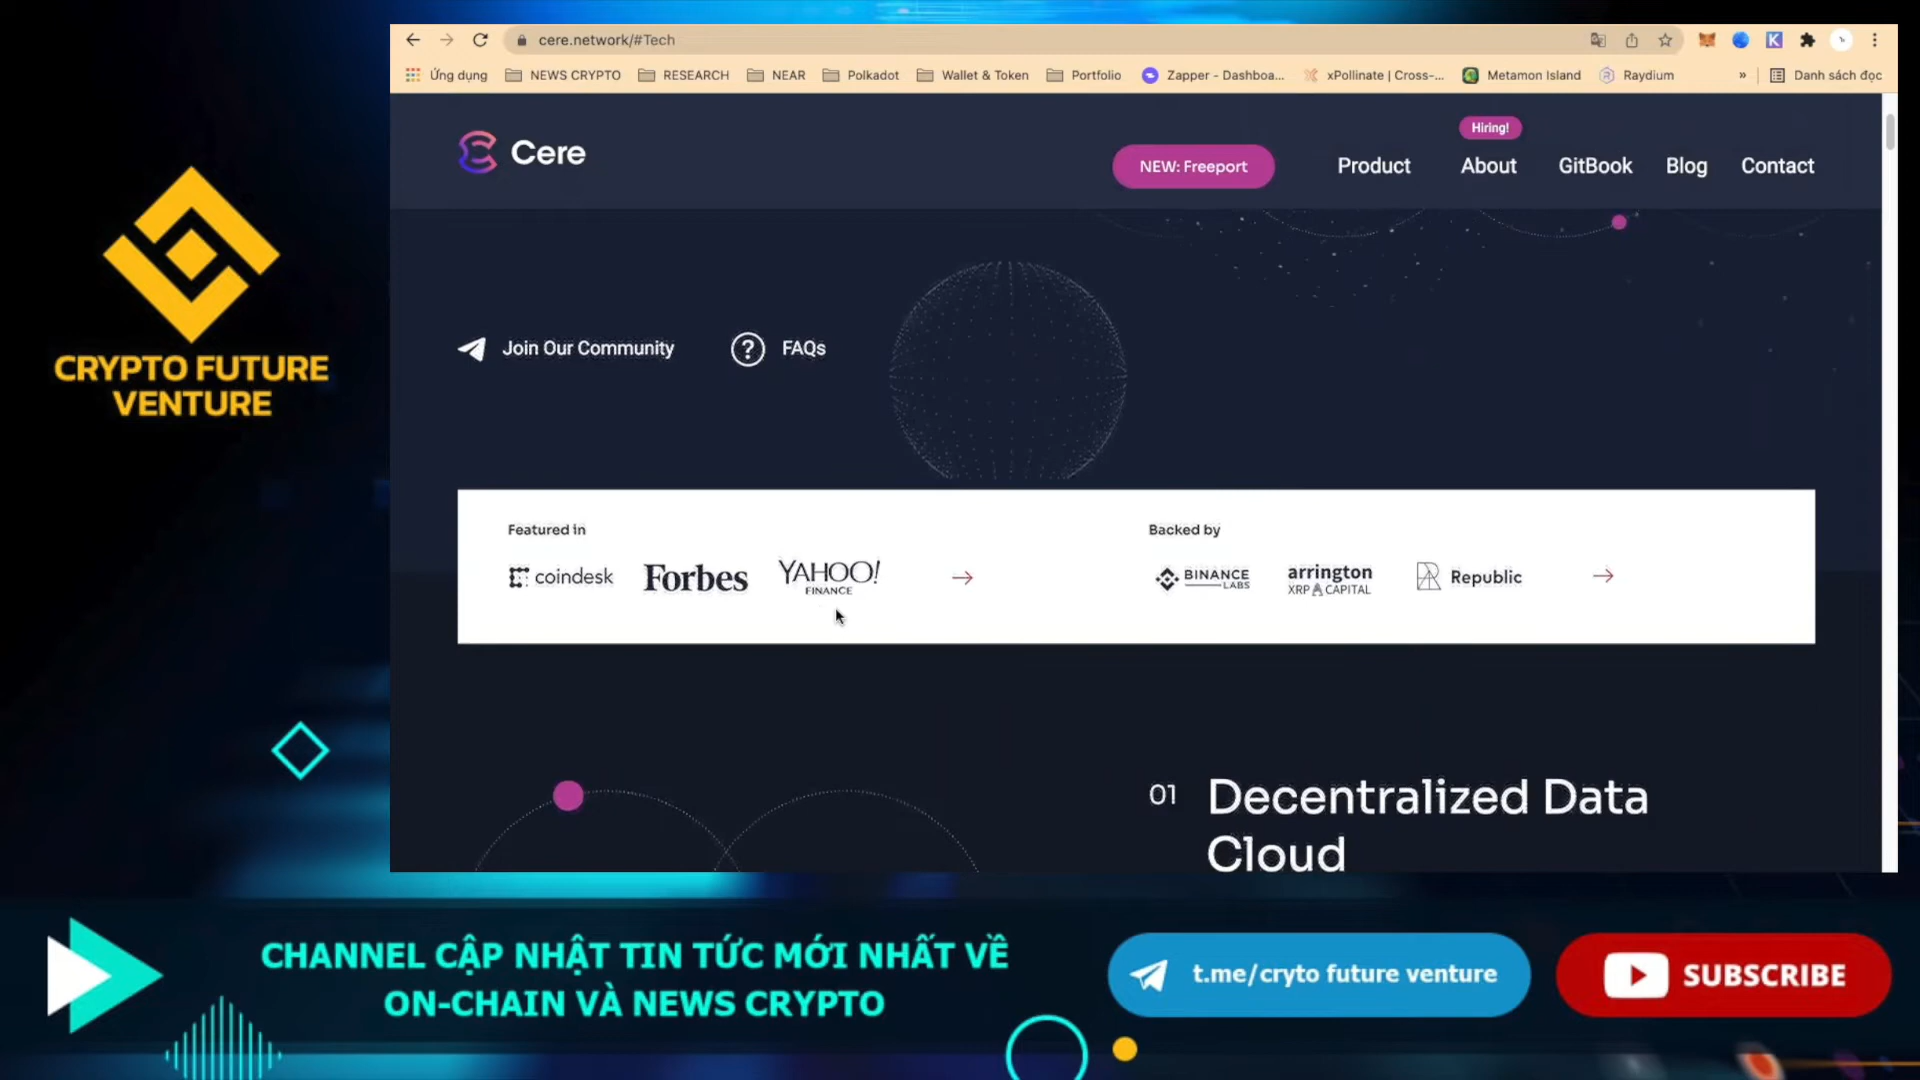 cere.network/#Tech
Ứng dụng
NEWS CRYPTO
RESEARCH
NEAR
Polkadot
Wallet & Token
Portfolio
Zapper - Dashboa...
xPollinate | Cross-...
Metamon Island
Raydium
»
Danh sách đọc
Cere
NEW: Freeport
Product
Hiring!
About
GitBook
Blog
Contact
Join Our Community
? FAQs
Featured in
coindesk
Forbes
YAHOO!
FINANCE
Backed by
BINANCE
LABS
arrington
XRP CAPITAL
Republic
01 Decentralized Data
Cloud
CRYPTO FUTURE
VENTURE
CHANNEL CẬP NHẬT TIN TỨC MỚI NHẤT VỀ
ON-CHAIN VÀ NEWS CRYPTO
t.me/cryto future venture
SUBSCRIBE